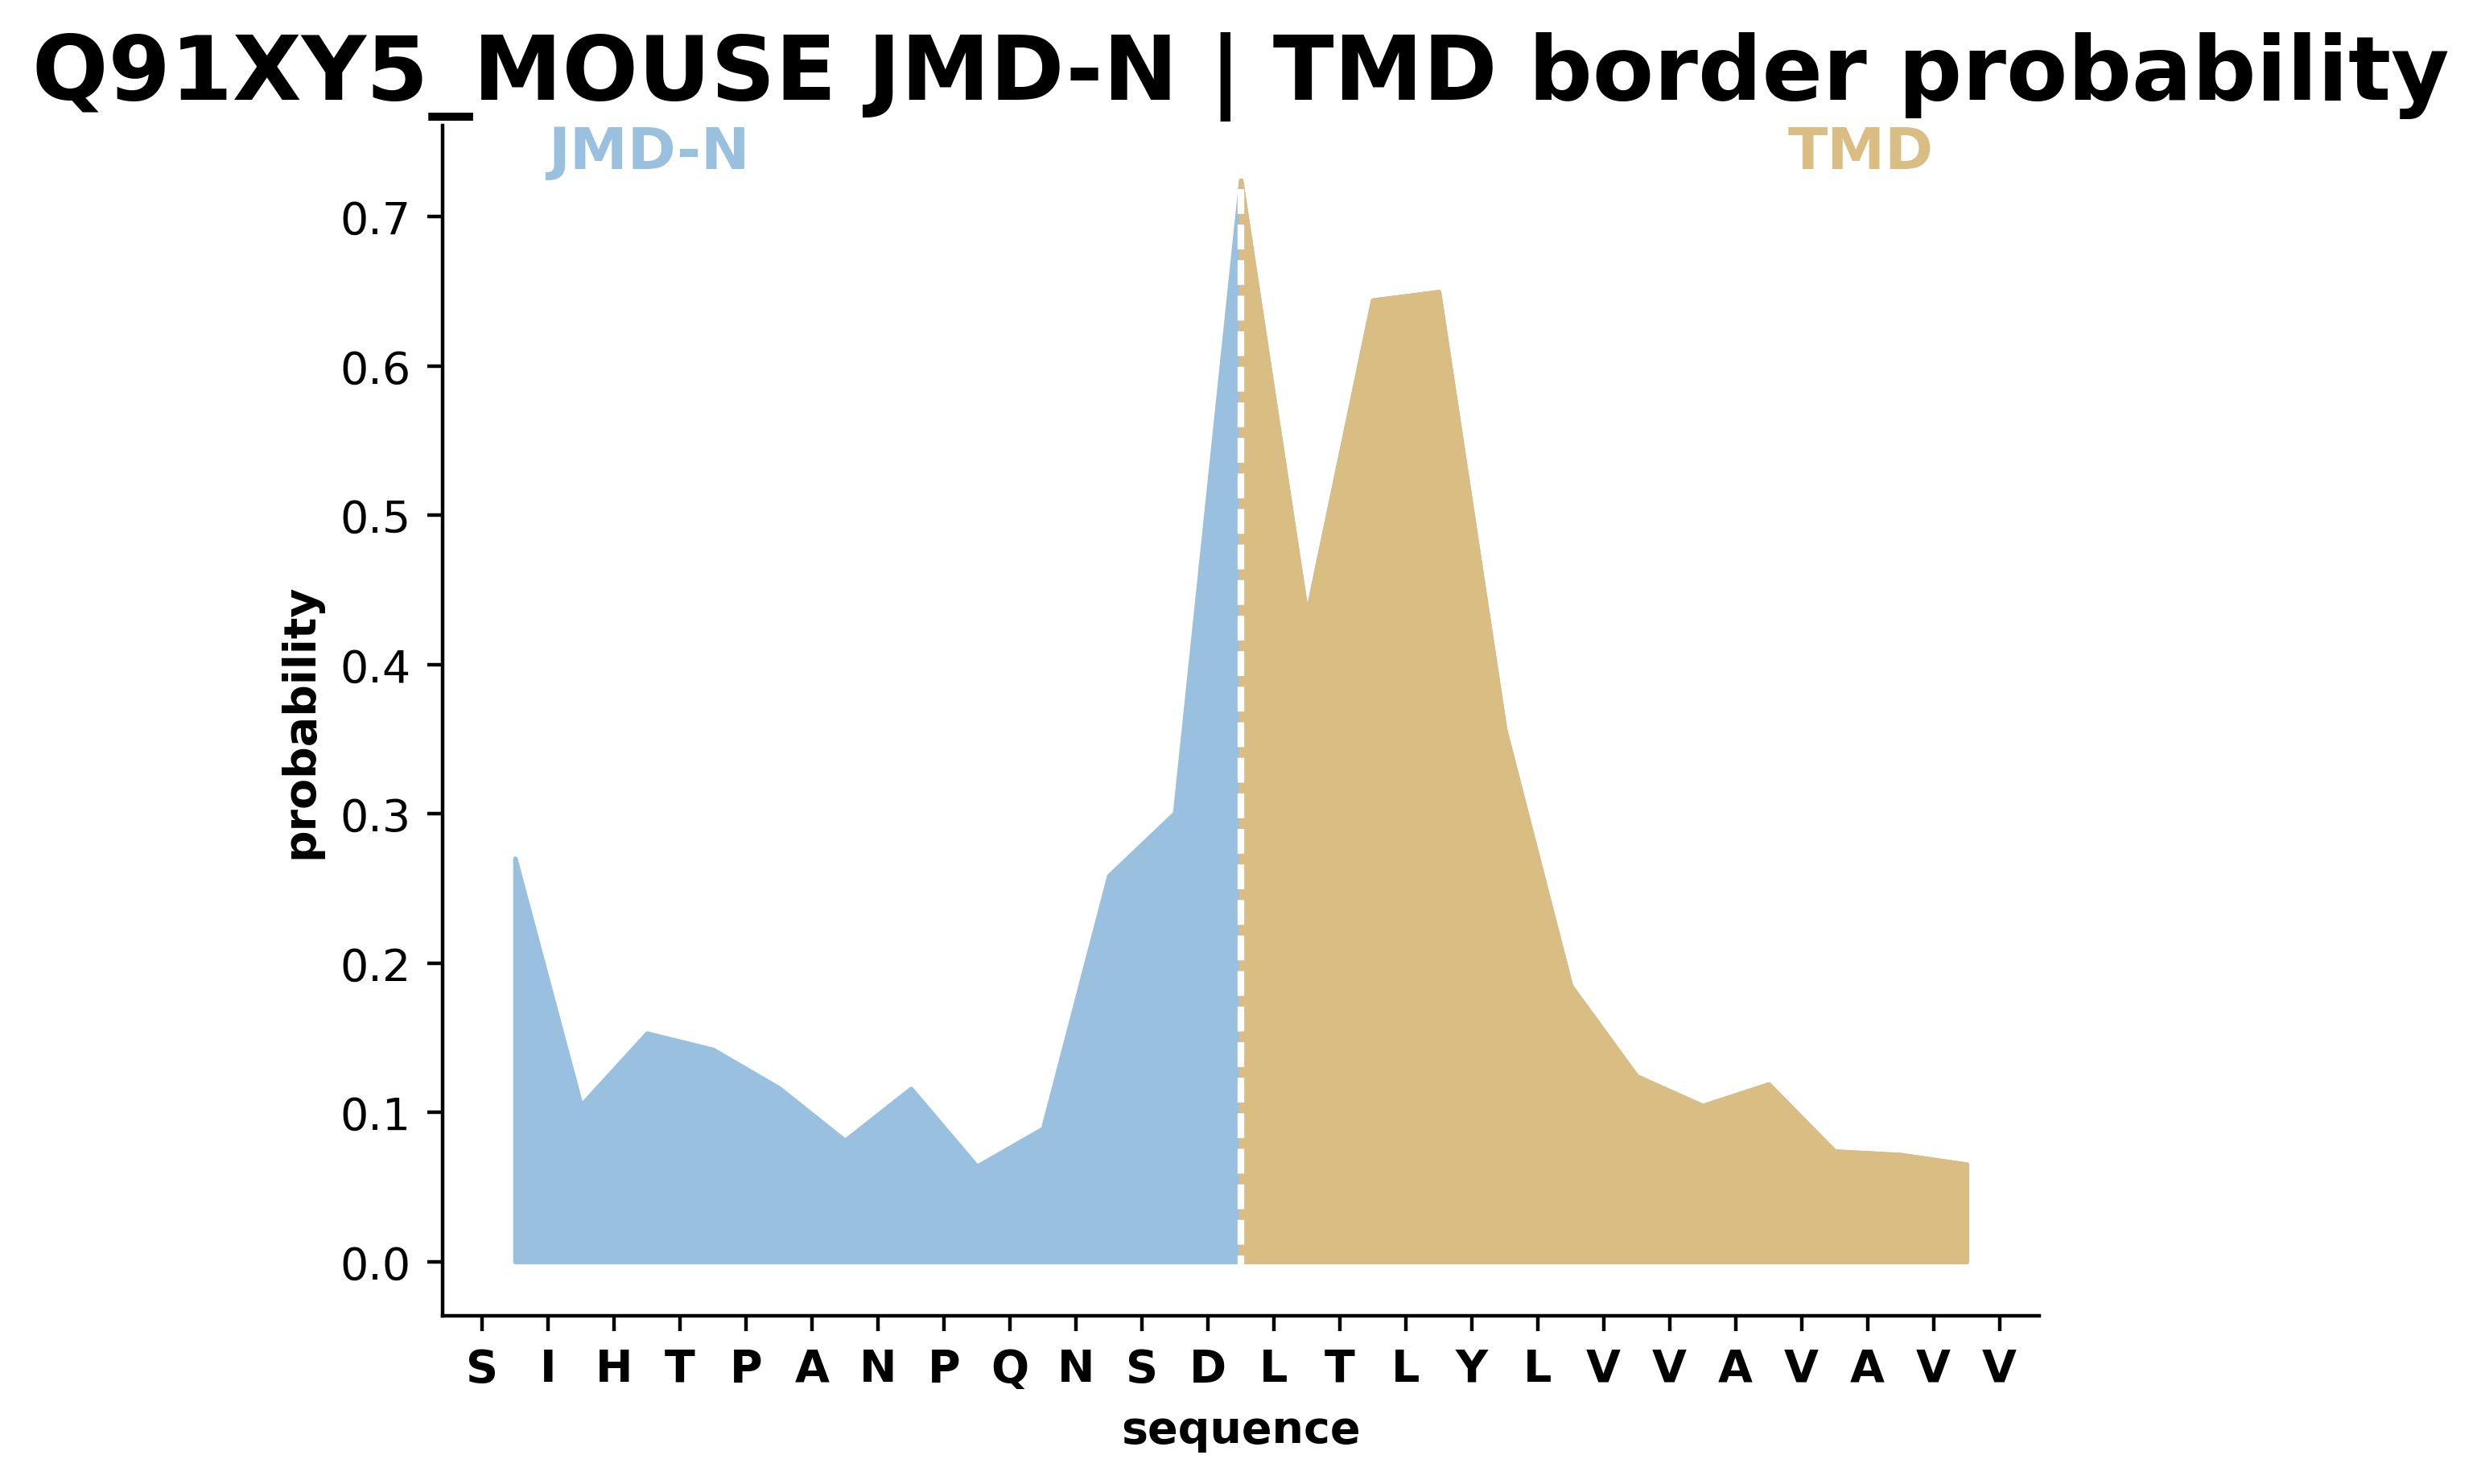 Q91XY5_MOUSE JMD-N | TMD border probability
JMD-N TMD
0.7
0.6
0.5
0.4
0.3
0.2
0.1
0.0
probability
S I H T P A N P Q N S D L T L Y L V V A V A V V
sequence